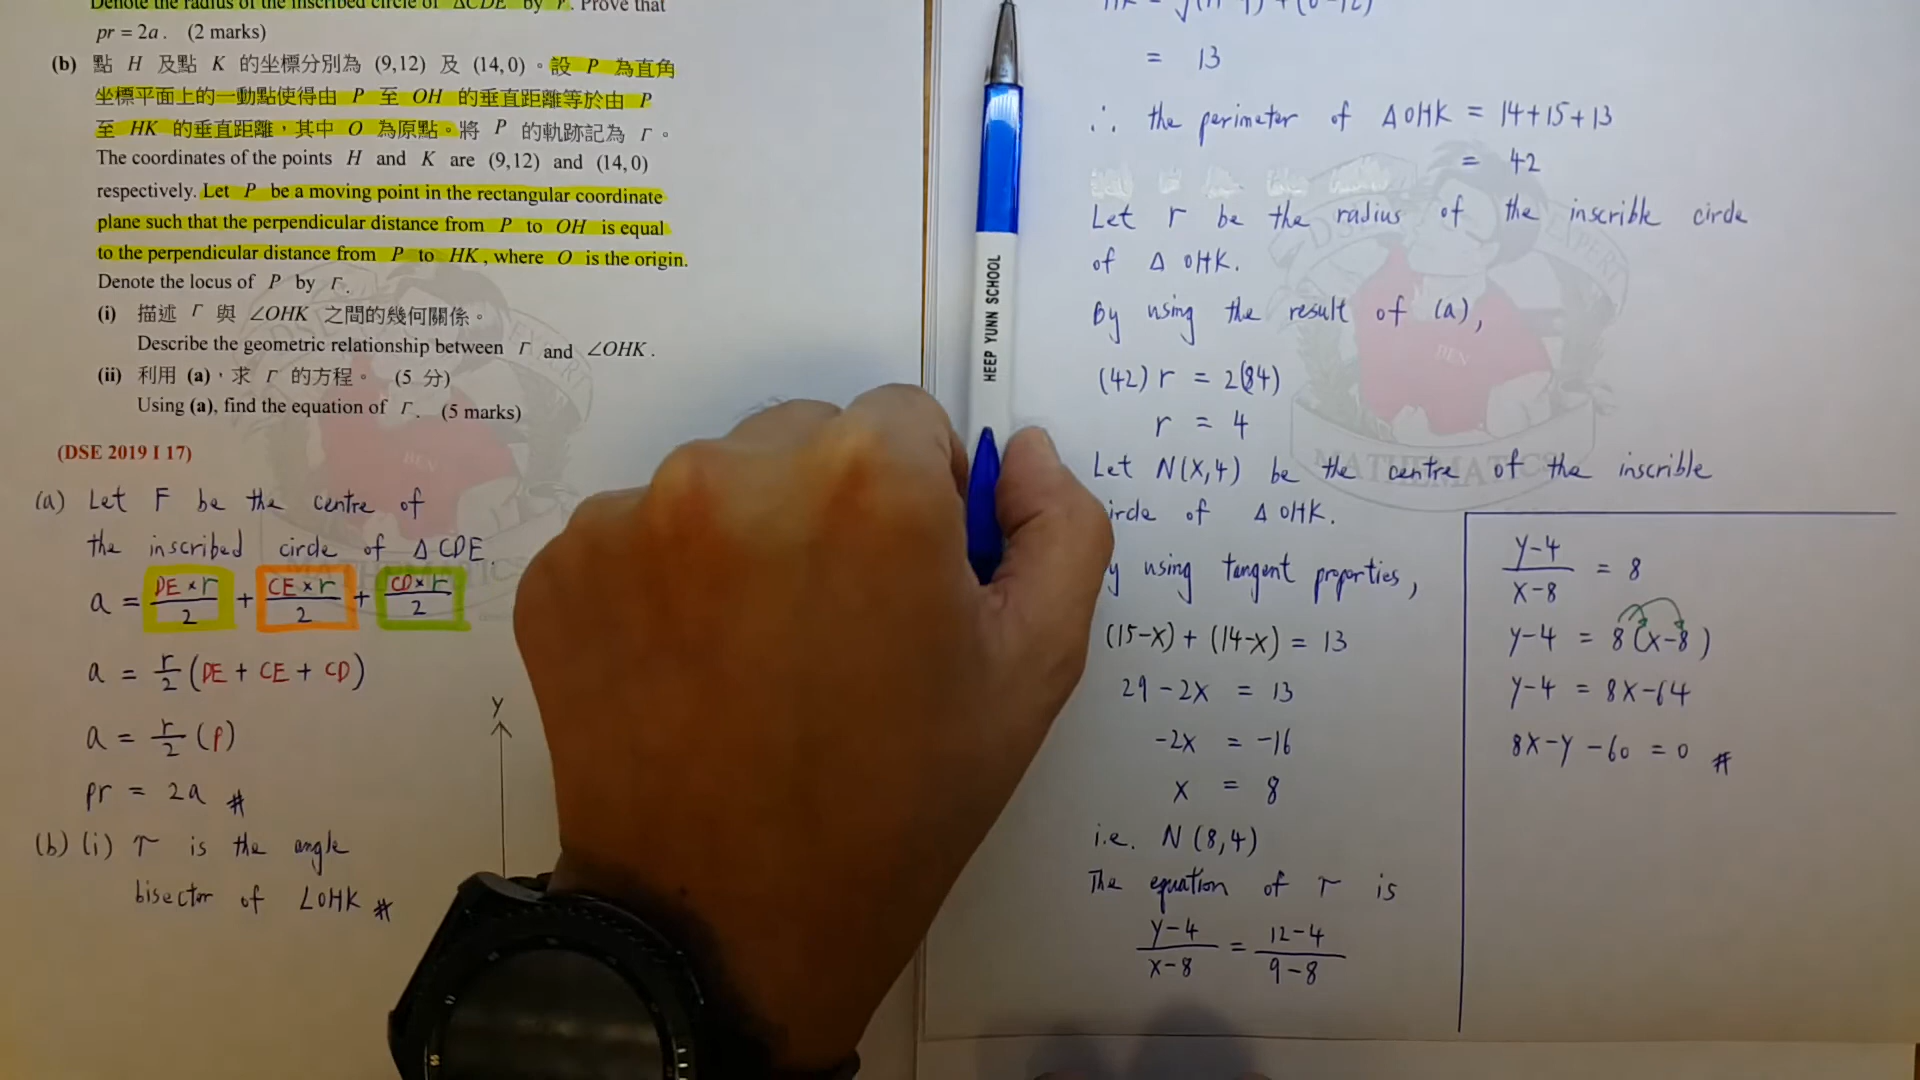 Denote the radius of the inscribed circle of ΔCDE by r. Prove that
pr = 2a. (2 marks)
(b) 點 H 及點 K 的坐標分別為 (9,12) 及 (14,0)。設 P 為直角
坐標平面上的一動點使得由 P 至 OH 的垂直距離等於由 P
至 HK 的垂直距離，其中 O 為原點。將 P 的軌跡記為 Γ。
The coordinates of the points H and K are (9,12) and (14,0)
respectively. Let P be a moving point in the rectangular coordinate
plane such that the perpendicular distance from P to OH is equal
to the perpendicular distance from P to HK, where O is the origin.
Denote the locus of P by Γ.
(i) 描述 Γ 與 ∠OHK 之間的幾何關係。
Describe the geometric relationship between Γ and ∠OHK.
(ii) 利用 (a)，求 Γ 的方程。 (5 分)
Using (a), find the equation of Γ. (5 marks)
(DSE 2019 I 17)
(a) Let F be the centre of
the inscribed circle of ΔCDE.
a = DE×r/2 + CE×r/2 + CD×r/2
a = r/2 (DE + CE + CD)
a = r/2 (P)
pr = 2a #
(b) (i) Γ is the angle
bisector of ∠OHK #
y
HEEP YUNN SCHOOL
= 13
∴ the perimeter of ΔOHK = 14+15+13
= 42
Let r be the radius of the inscrible circle
of Δ OHK.
By using the result of (a),
(42) r = 2(84)
r = 4
Let N(x,4) be the centre of the inscrible
circle of Δ OHK.
y using tangent properties,
(15-x) + (14-x) = 13
29 - 2x = 13
-2x = -16
x = 8
i.e. N (8,4)
The equation of Γ is
y-4/x-8 = 12-4/9-8
y-4/x-8 = 8
y-4 = 8(x-8)
y-4 = 8x-64
8x-y-60 = 0 #
BEN
MATHEMATICS
BEN
MATHEMATICS